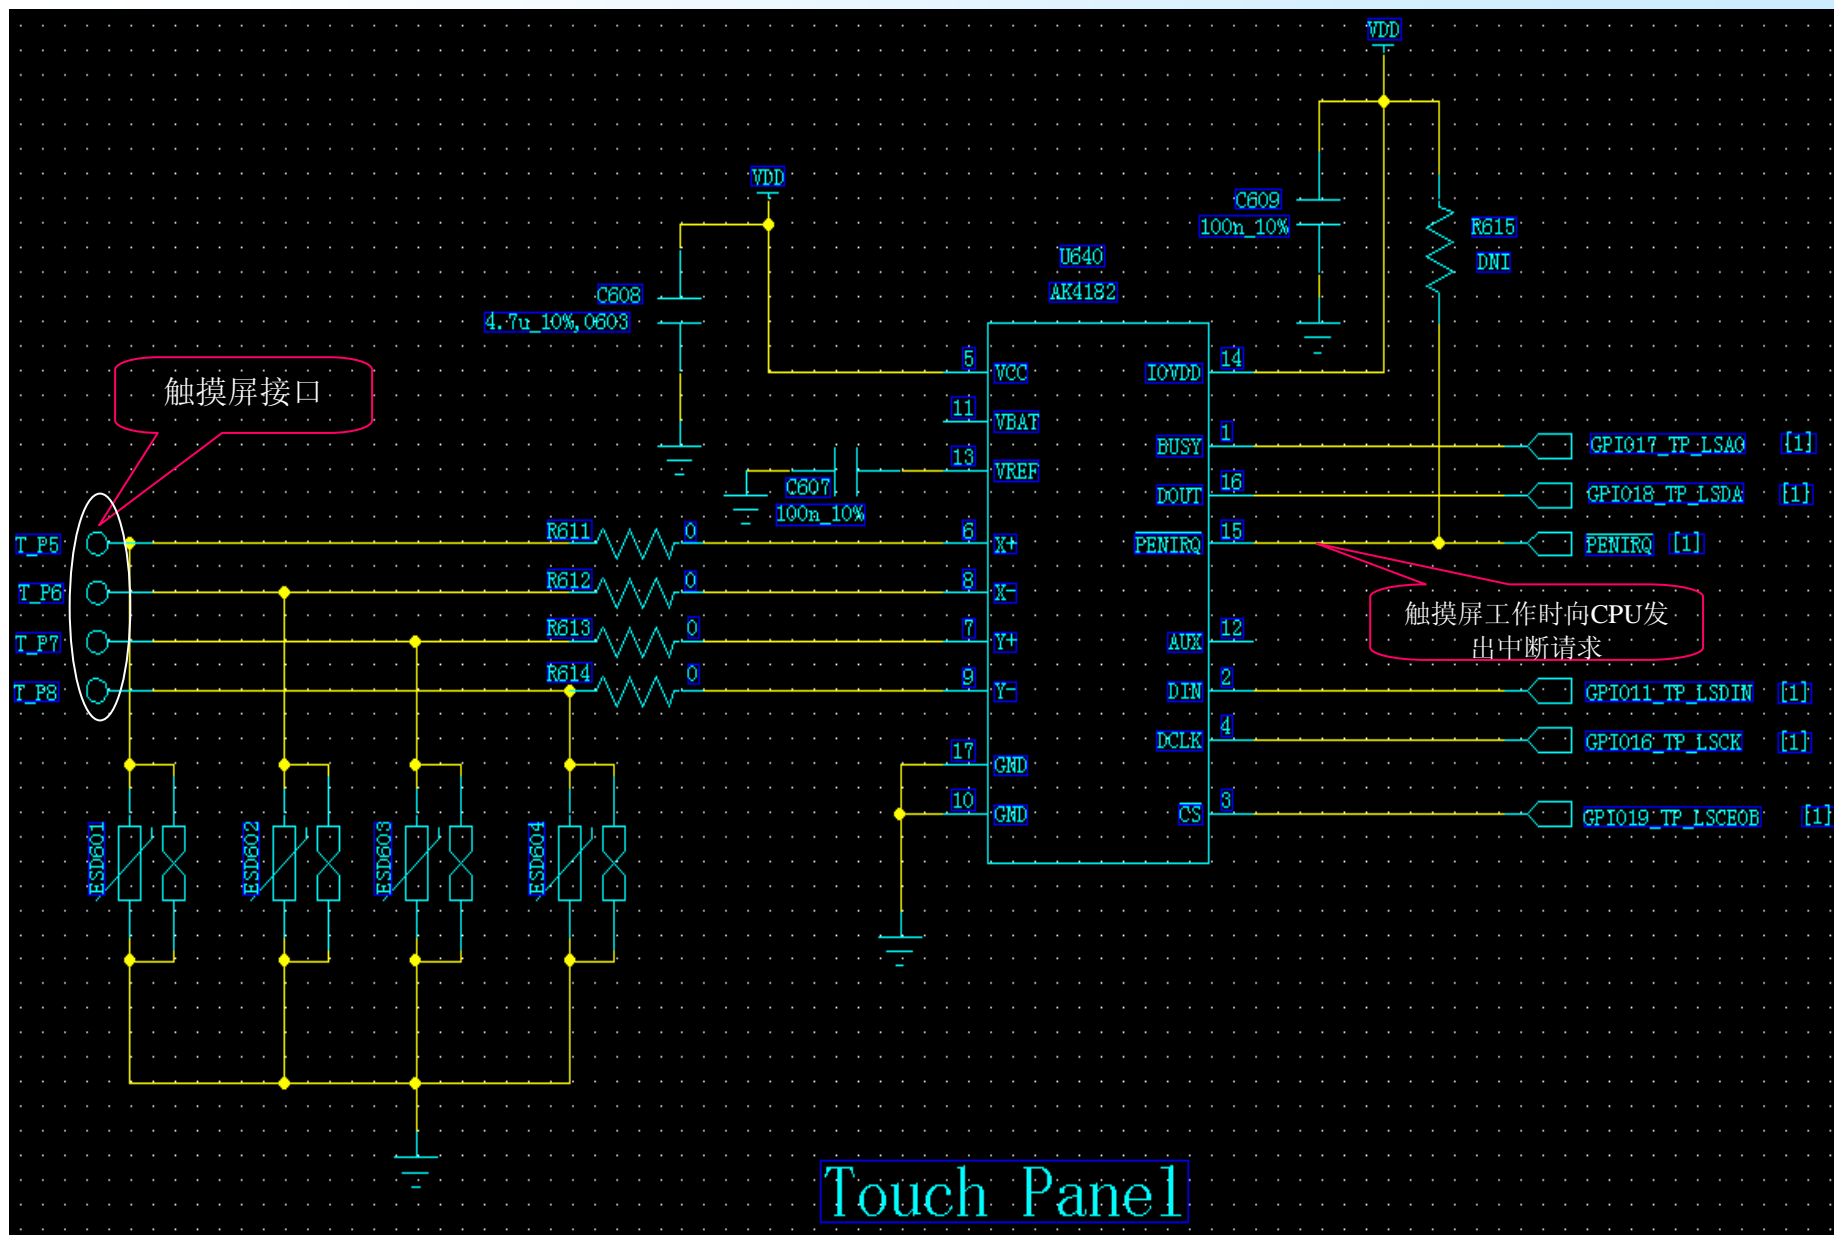 VDD
VDD
C609
100n_10%
R615
DNI
U640
AK4182
C608
4.7u_10%,0603
触摸屏接口
5
VCC
IOVDD
14
11
VBAT
BUSY
1
GPIO17_TP_LSA0 [1]
13
VREF
C607
100n_10%
DOUT
16
GPIO18_TP_LSDA [1]
T_P5
R611
0
6
X+
PENIRQ
15
PENIRQ [1]
T_P6
R612
0
8
X-
触摸屏工作时向CPU发
出中断请求
T_P7
R613
0
7
Y+
AUX
12
T_P8
R614
0
9
Y-
DIN
2
GPIO11_TP_LSDIN [1]
DCLK
4
GPIO16_TP_LSCK [1]
17
GND
10
GND
CS
3
GPIO19_TP_LSCE0B [1]
ESD601
ESD602
ESD603
ESD604
Touch Panel